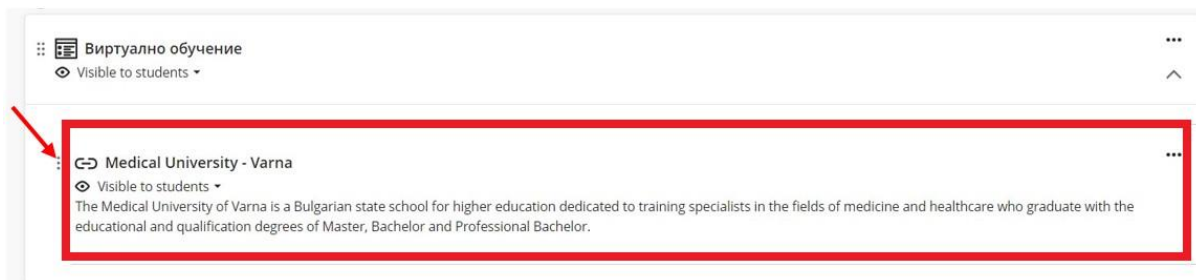 Виртуално обучение
Visible to students
Medical University - Varna
Visible to students
The Medical University of Varna is a Bulgarian state school for higher education dedicated to training specialists in the fields of medicine and healthcare who graduate with the
educational and qualification degrees of Master, Bachelor and Professional Bachelor.